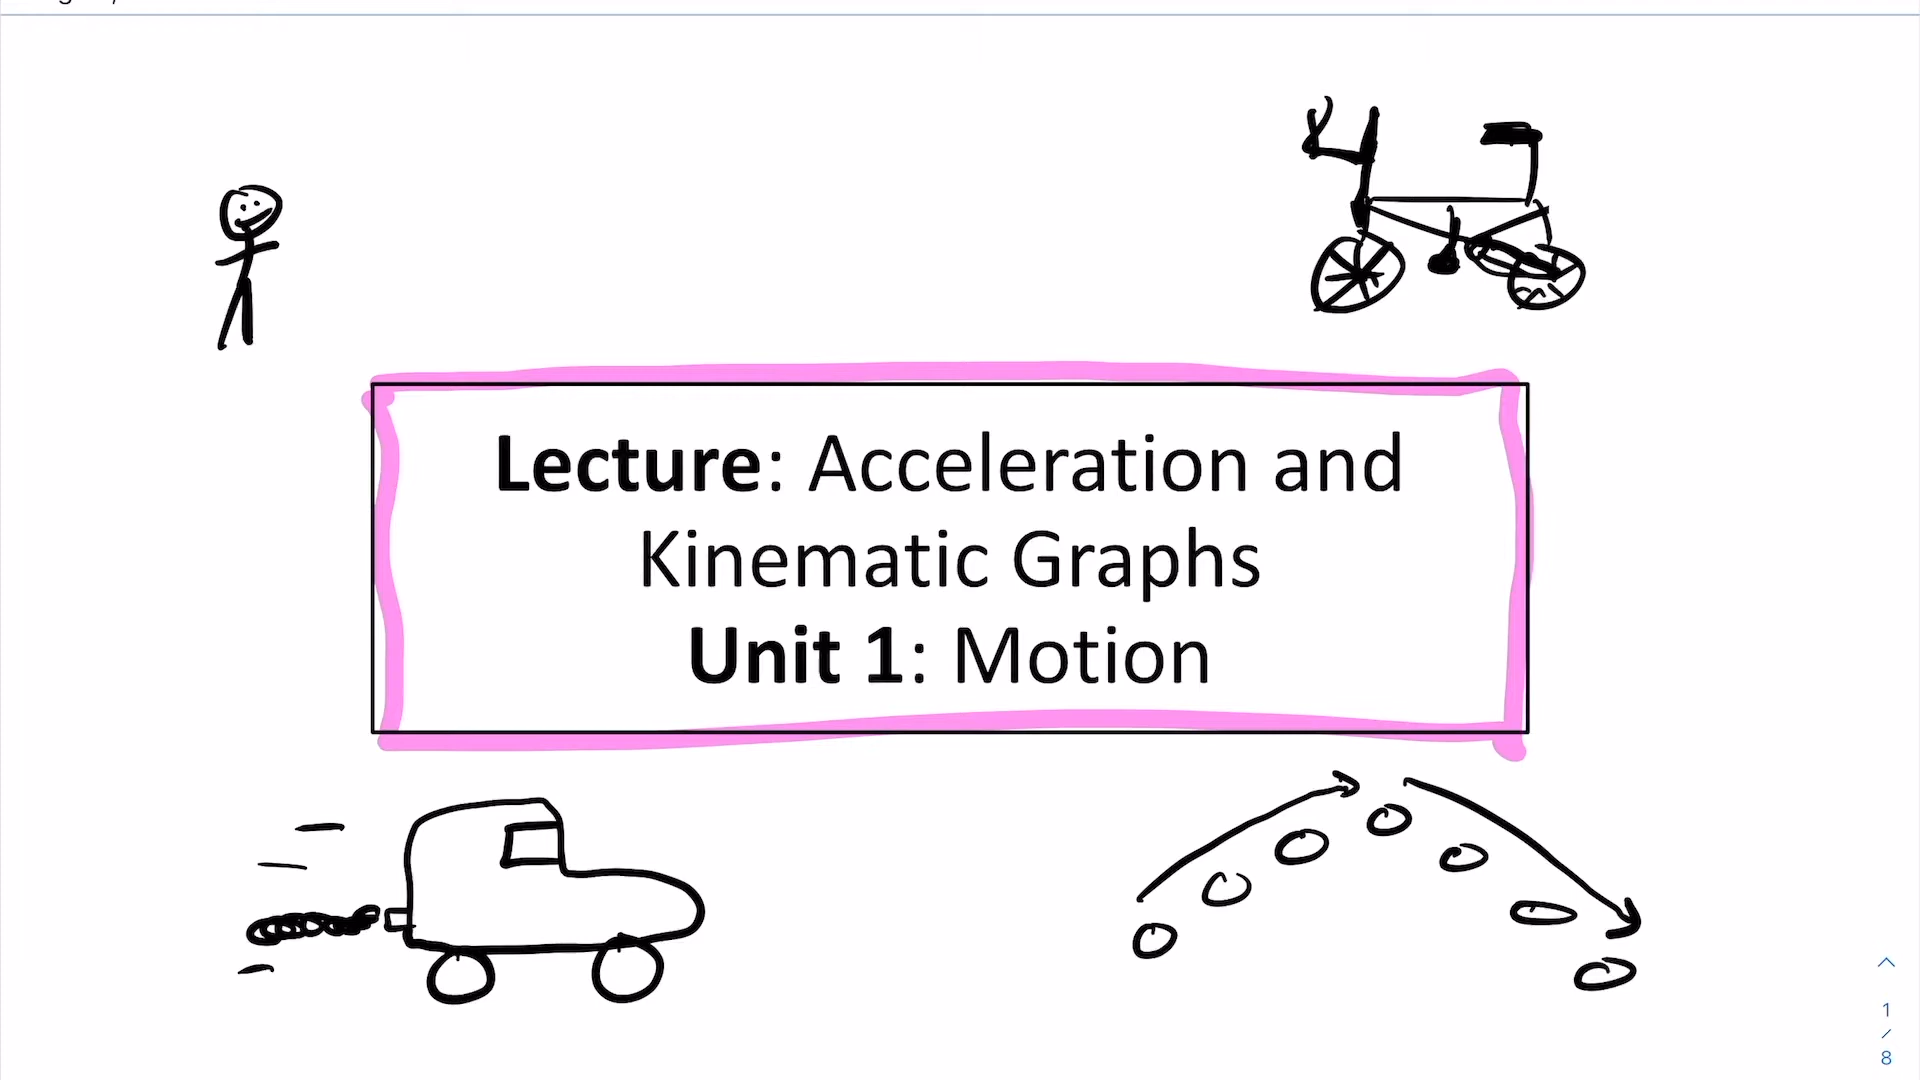 Lecture: Acceleration and
Kinematic Graphs
Unit 1: Motion
1
/
8